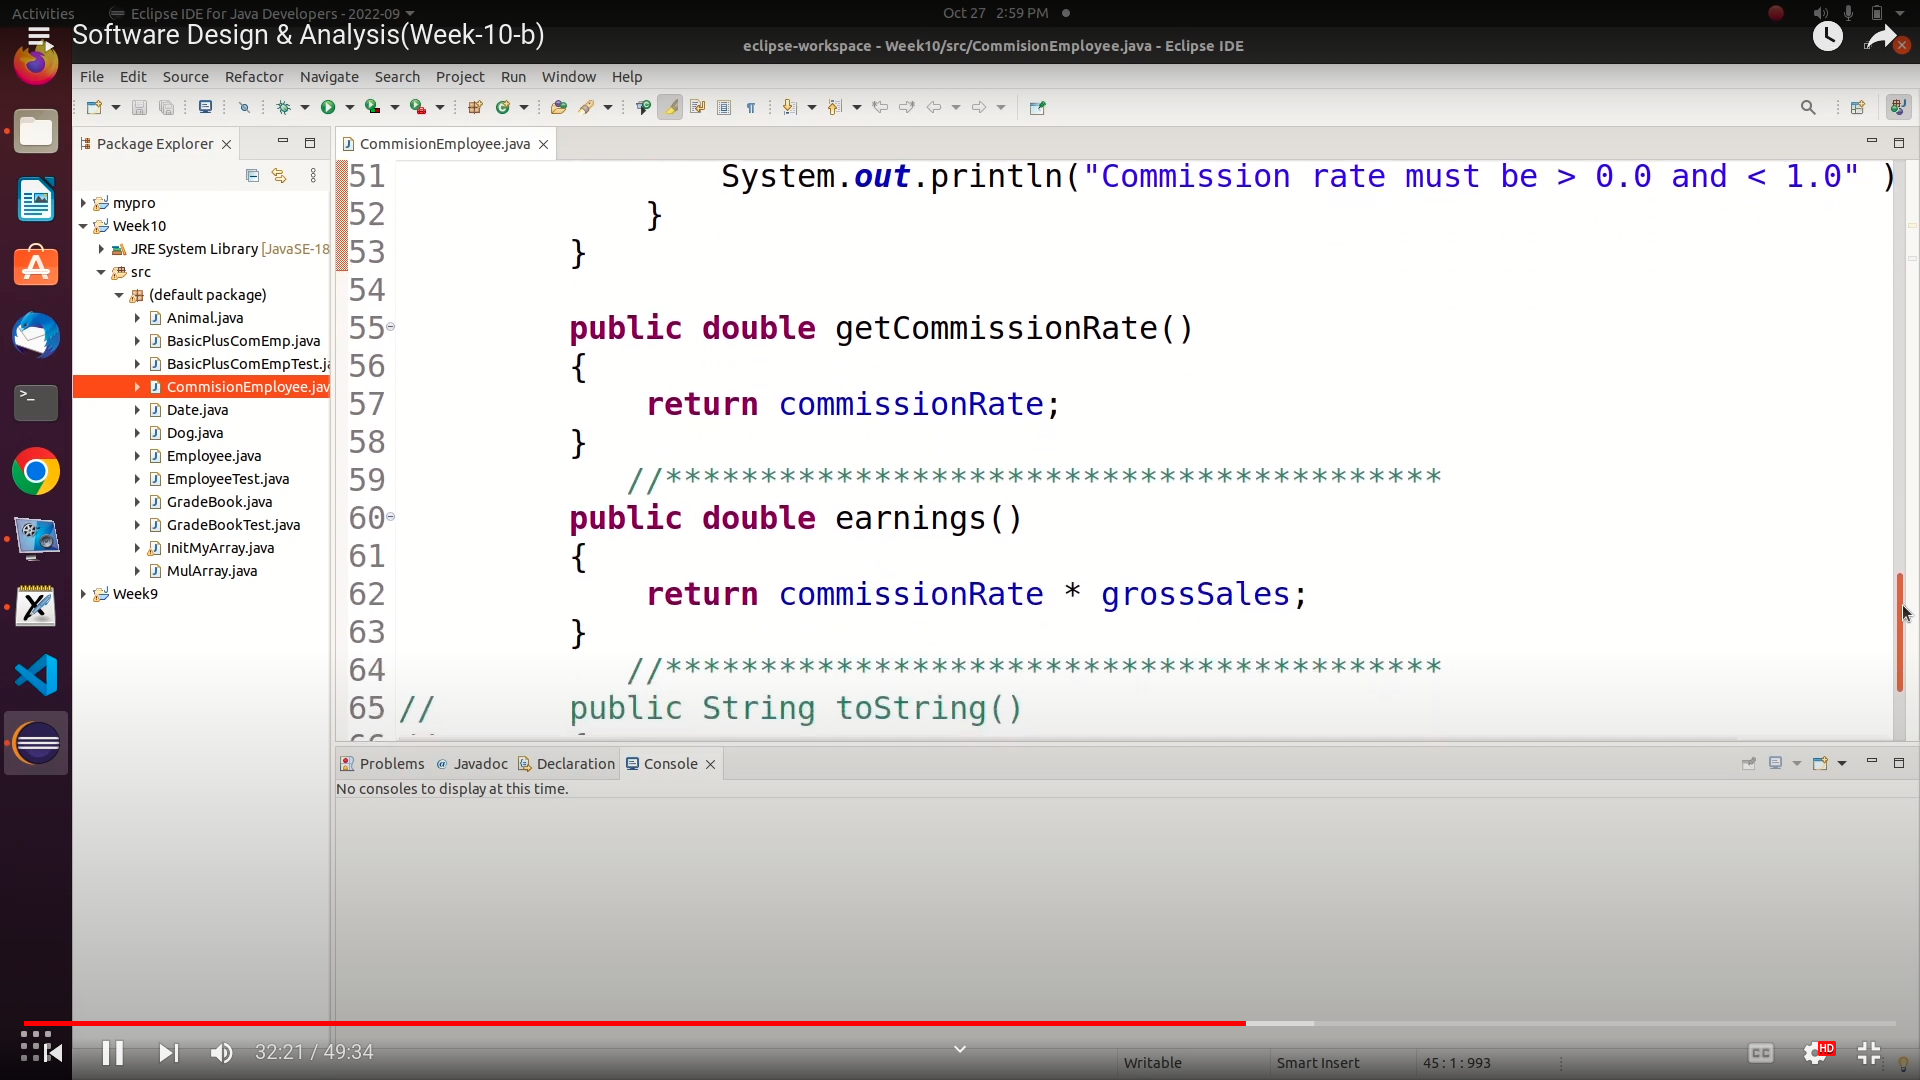 Activities
Eclipse IDE for Java Developers - 2022-09
Oct 27 2:59 PM
Software Design & Analysis(Week-10-b)
eclipse-workspace - Week10/src/CommisionEmployee.java - Eclipse IDE
File Edit Source Refactor Navigate Search Project Run Window Help
Package Explorer
CommisionEmployee.java
mypro
Week10
JRE System Library [JavaSE-18
src
(default package)
Animal.java
BasicPlusComEmp.java
BasicPlusComEmpTest.ja
CommisionEmployee.jav
Date.java
Dog.java
Employee.java
EmployeeTest.java
GradeBook.java
GradeBookTest.java
InitMyArray.java
MulArray.java
Week9
51 System.out.println("Commission rate must be > 0.0 and < 1.0" )
52 }
53 }
54
55 public double getCommissionRate()
56 {
57 return commissionRate;
58 }
59 //*****************************************
60 public double earnings()
61 {
62 return commissionRate * grossSales;
63 }
64 //*****************************************
65 // public String toString()
Problems @ Javadoc Declaration Console
No consoles to display at this time.
32:21 / 49:34
Writable
Smart Insert
45 : 1 : 993
CC
HD